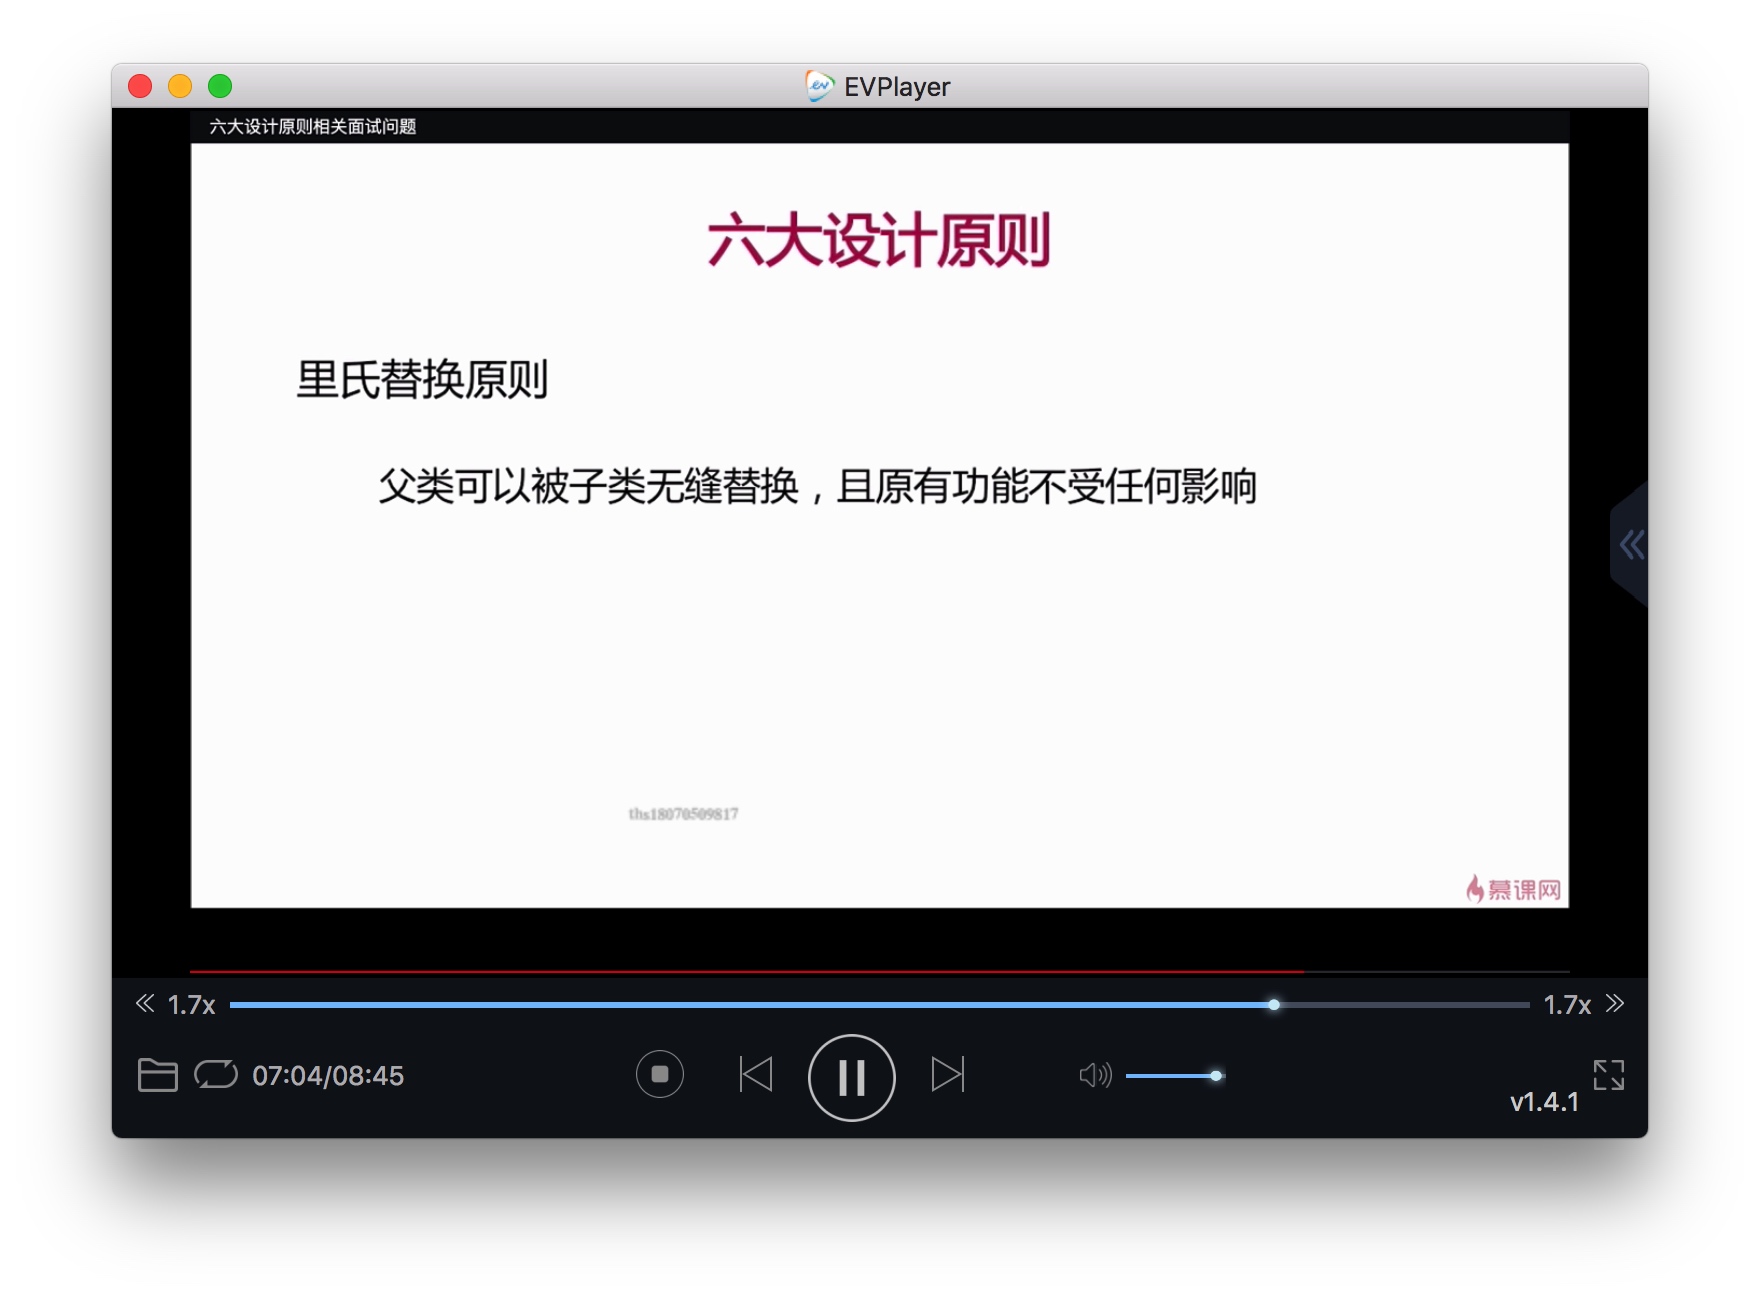 EVPlayer
六大设计原则相关面试问题
六大设计原则
里氏替换原则
父类可以被子类无缝替换，且原有功能不受任何影响
ths18070509817
慕课网
1.7x
1.7x
07:04/08:45
v1.4.1